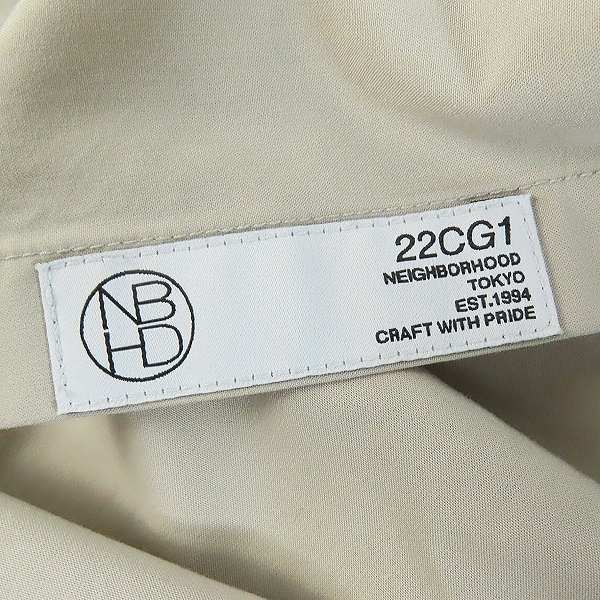 NB
HD
22CG1
NEIGHBORHOOD
TOKYO
EST.1994
CRAFT WITH PRIDE